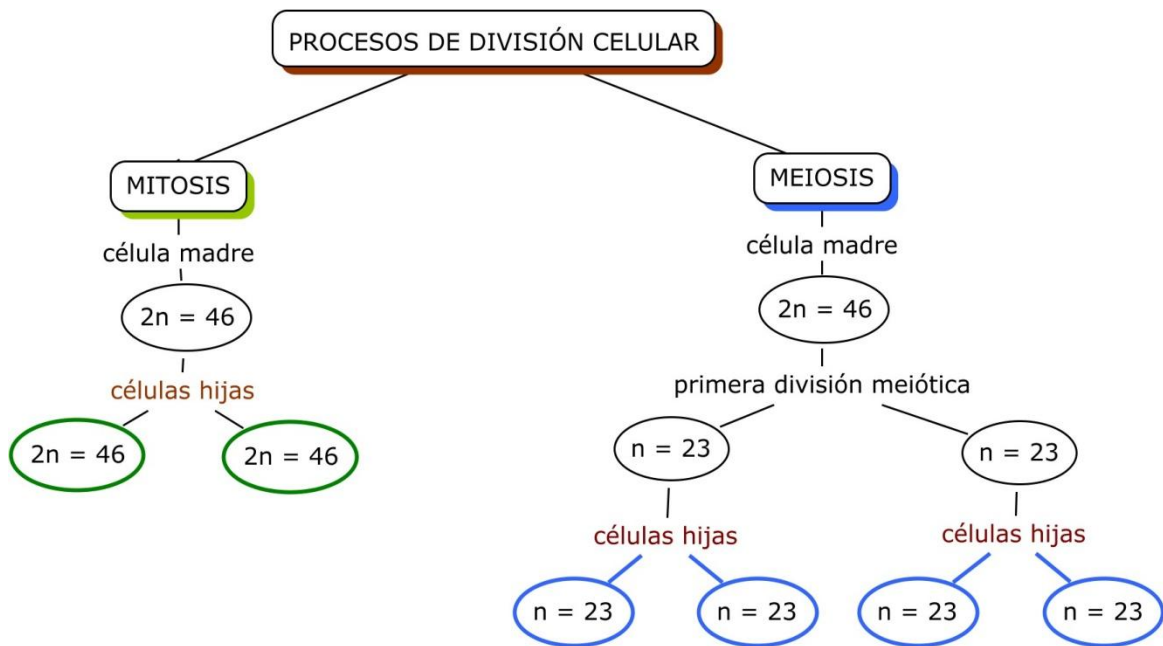 PROCESOS DE DIVISIÓN CELULAR
MITOSIS
célula madre
2n = 46
células hijas
2n = 46
2n = 46
MEIOSIS
célula madre
2n = 46
primera división meiótica
n = 23
n = 23
células hijas
células hijas
n = 23
n = 23
n = 23
n = 23